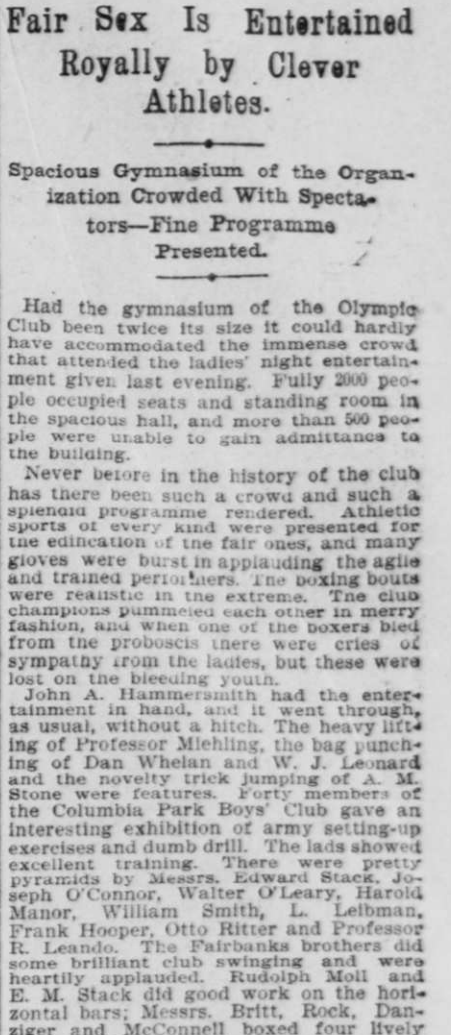 Fair Sex Is Entertained
Royally by Clever
Athletes.
Spacious Gymnasium of the Organ-
ization Crowded With Specta-
tors—Fine Programme
Presented.
Had the gymnasium of the Olympic
Club been twice its size it could hardly
have accommodated the immense crowd
that attended the ladies' night entertain-
ment given last evening. Fully 2000 peo-
ple occupied seats and standing room in
the spacious hall, and more than 500 peo-
ple were unable to gain admittance to
the building.
Never before in the history of the club
has there been such a crowd and such a
splendid programme rendered. Athletic
sports of every kind were presented for
the edification of the fair ones, and many
gloves were burst in applauding the agile
and trained performers. The boxing bouts
were realistic in the extreme. The club
champions pummeled each other in merry
fashion, and when one of the boxers bled
from the proboscis there were cries of
sympathy from the ladies, but these were
lost on the bleeding youth.
John A. Hammersmith had the enter-
tainment in hand, and it went through,
as usual, without a hitch. The heavy lift-
ing of Professor Miehling, the bag punch-
ing of Dan Whelan and W. J. Leonard
and the novelty trick jumping of A. M.
Stone were features. Forty members of
the Columbia Park Boys' Club gave an
interesting exhibition of army setting-up
exercises and dumb drill. The lads showed
excellent training. There were pretty
pyramids by Messrs. Edward Stack, Jo-
seph O'Connor, Walter O'Leary, Harold
Manor, William Smith, L. Leibman,
Frank Hooper, Otto Ritter and Professor
R. Leando. The Fairbanks brothers did
some brilliant club swinging and were
heartily applauded. Rudolph Moll and
E. M. Stack did good work on the hori-
zontal bars; Messrs. Britt, Rock, Dan-
ziger and McConnell boxed four lively